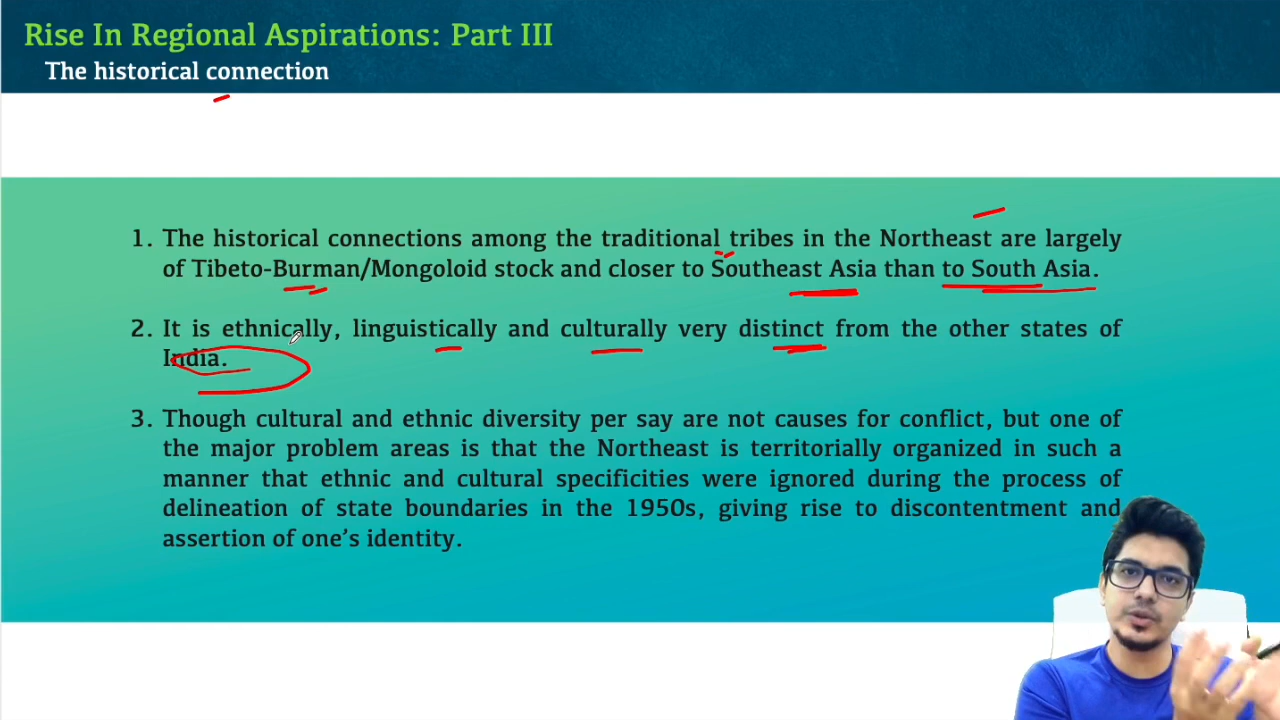 Rise In Regional Aspirations: Part III
The historical connection
1. The historical connections among the traditional tribes in the Northeast are largely
of Tibeto-Burman/Mongoloid stock and closer to Southeast Asia than to South Asia.
2. It is ethnically, linguistically and culturally very distinct from the other states of
India.
3. Though cultural and ethnic diversity per say are not causes for conflict, but one of
the major problem areas is that the Northeast is territorially organized in such a
manner that ethnic and cultural specificities were ignored during the process of
delineation of state boundaries in the 1950s, giving rise to discontentment and
assertion of one's identity.